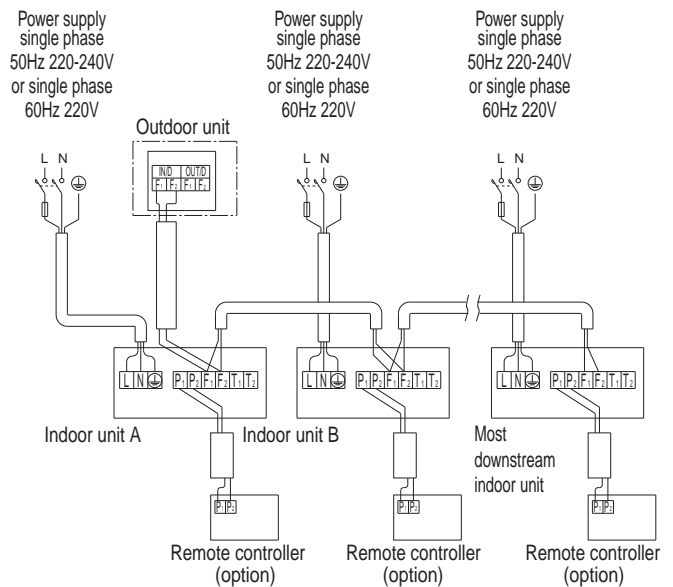 Power supply
single phase
50Hz 220-240V
or single phase
60Hz 220V
Power supply
single phase
50Hz 220-240V
or single phase
60Hz 220V
Power supply
single phase
50Hz 220-240V
or single phase
60Hz 220V
Outdoor unit
L N
IN/D OUT/D
F1 F2 F1 F2
L N
L N
L N
P1 P2 F1 F2 T1 T2
L N
P1 P2 F1 F2 T1 T2
L N
P1 P2 F1 F2 T1 T2
Indoor unit A
Indoor unit B
Most
downstream
indoor unit
P1 P2
P1 P2
P1 P2
Remote controller
(option)
Remote controller
(option)
Remote controller
(option)